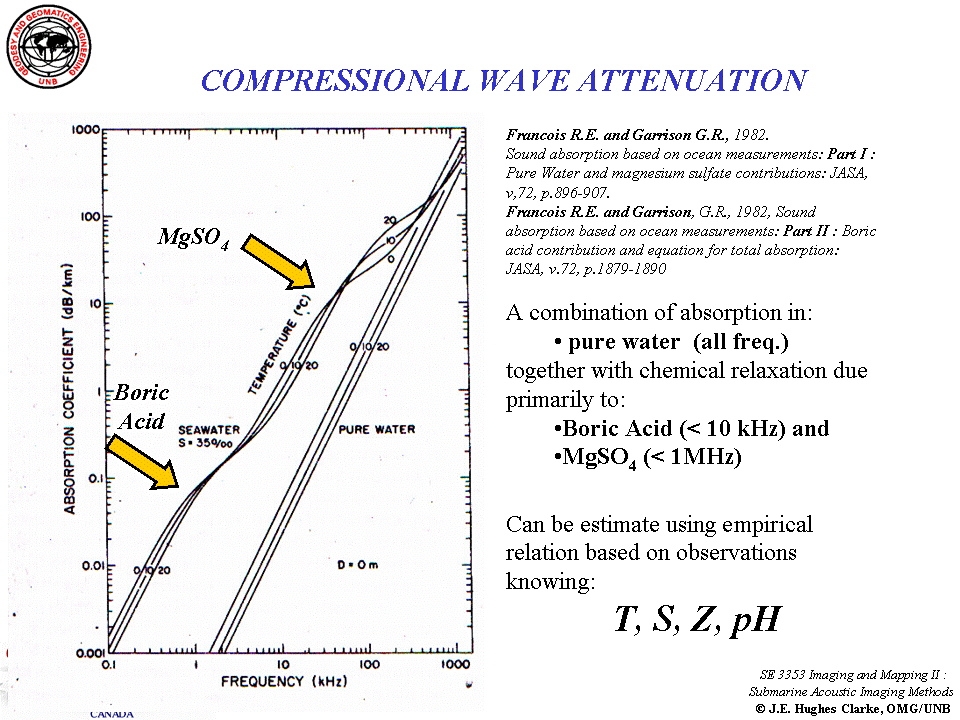 GEODESY AND GEOMATICS ENGINEERING
UNB
COMPRESSIONAL WAVE ATTENUATION
Francois R.E. and Garrison G.R., 1982.
Sound absorption based on ocean measurements: Part I :
Pure Water and magnesium sulfate contributions: JASA,
v,72, p.896-907.
Francois R.E. and Garrison, G.R., 1982, Sound
absorption based on ocean measurements: Part II : Boric
acid contribution and equation for total absorption:
JASA, v.72, p.1879-1890
A combination of absorption in:
• pure water (all freq.)
together with chemical relaxation due
primarily to:
•Boric Acid (< 10 kHz) and
•MgSO4 (< 1MHz)
Can be estimate using empirical
relation based on observations
knowing:
T, S, Z, pH
ABSORPTION COEFFICIENT (dB/km)
1000
100
10
1
0.1
0.01
0.001
MgSO4
Boric
Acid
20
10
0
TEMPERATURE (°C)
0/10/20
0/10/20
SEAWATER
S = 35‰
PURE WATER
0/10/20
D = 0 m
0.1
1
10
100
1000
FREQUENCY (kHz)
CANADA
SE 3353 Imaging and Mapping II :
Submarine Acoustic Imaging Methods
© J.E. Hughes Clarke, OMG/UNB